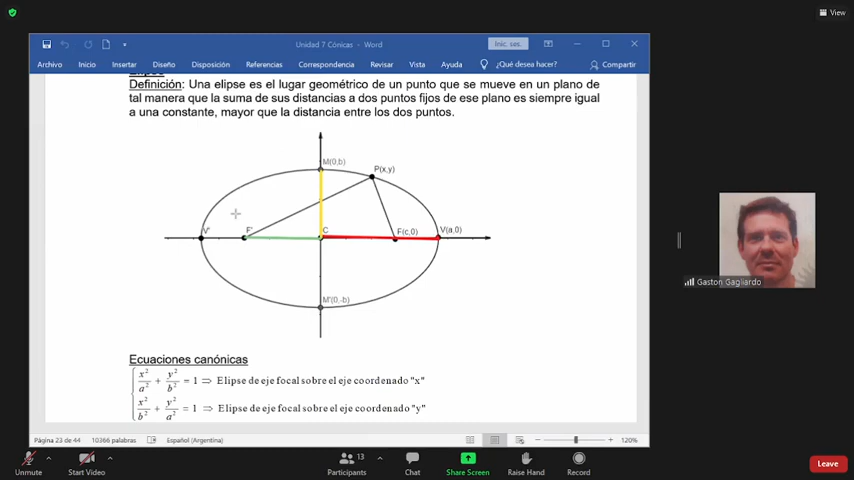 View
Unidad 7 Cónicas - Word
Inic. ses.
Archivo Inicio Insertar Diseño Disposición Referencias Correspondencia Revisar Vista Ayuda ¿Qué desea hacer? Compartir
Elipse
Definición: Una elipse es el lugar geométrico de un punto que se mueve en un plano de
tal manera que la suma de sus distancias a dos puntos fijos de ese plano es siempre igual
a una constante, mayor que la distancia entre los dos puntos.
M(0,b)
P(x,y)
V' F' C F(c,0) V(a,0)
M'(0,-b)
Gaston Gagliardo
Ecuaciones canónicas
x²/a² + y²/b² = 1 ⇒ Elipse de eje focal sobre el eje coordenado "x"
x²/b² + y²/a² = 1 ⇒ Elipse de eje focal sobre el eje coordenado "y"
Página 23 de 44 10366 palabras Español (Argentina) 120%
Unmute Start Video Participants 13 Chat Share Screen Raise Hand Record Leave